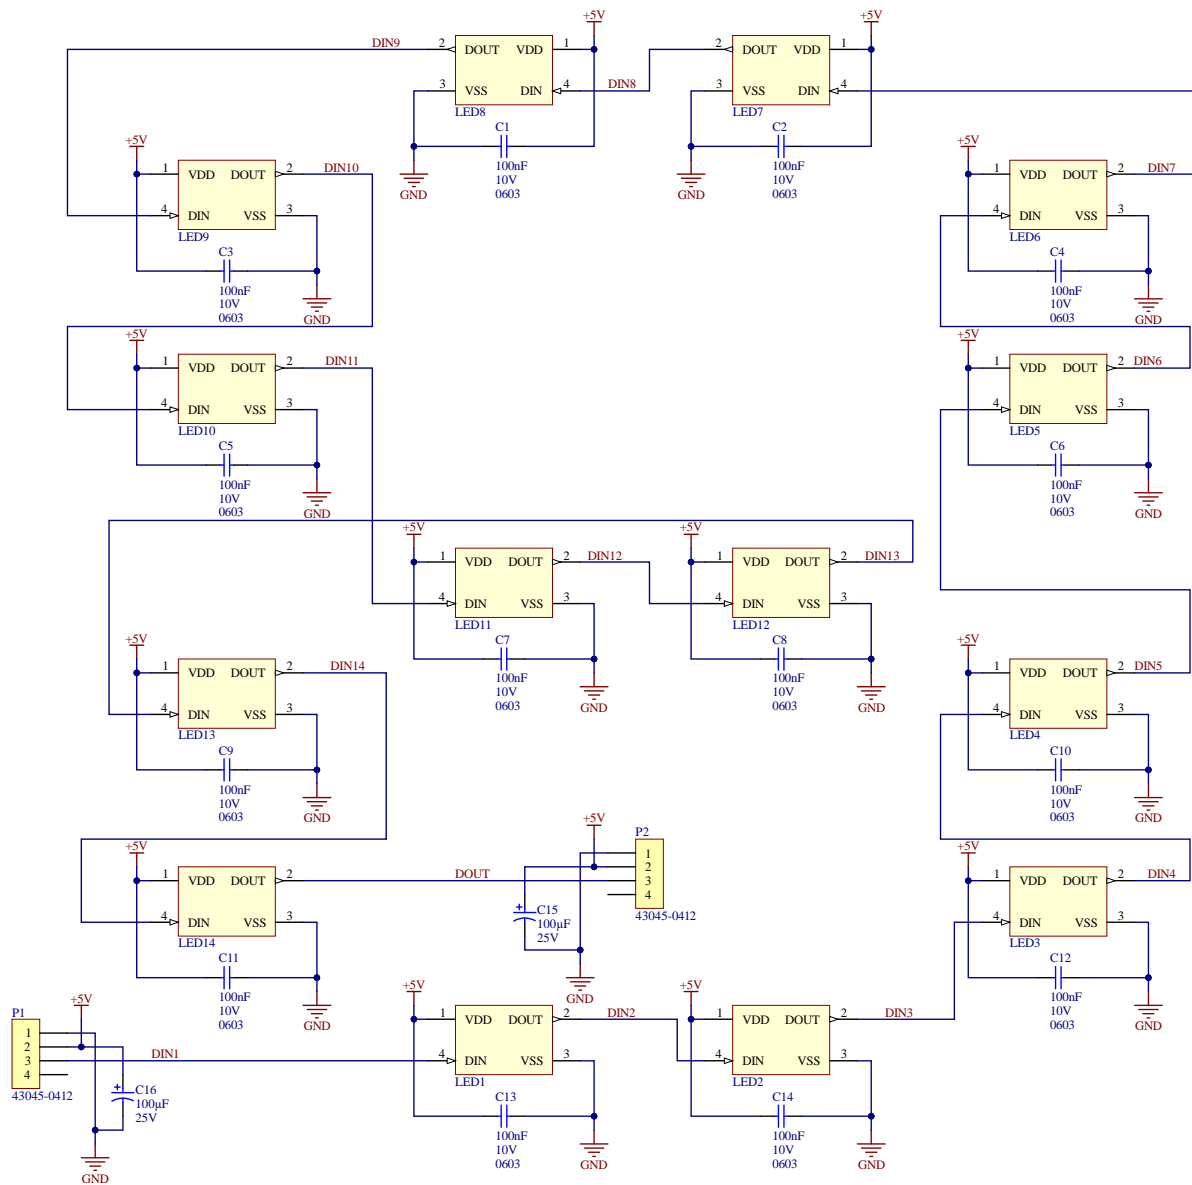 +5V
+5V
DIN9
2 DOUT VDD 1
3 VSS DIN 4
LED8
C1
100nF
10V
0603
GND
DIN8
2 DOUT VDD 1
3 VSS DIN 4
LED7
C2
100nF
10V
0603
GND
+5V
1 VDD DOUT 2
4 DIN VSS 3
LED9
DIN10
C3
100nF
10V
0603
GND
+5V
1 VDD DOUT 2
4 DIN VSS 3
LED6
DIN7
C4
100nF
10V
0603
GND
+5V
1 VDD DOUT 2
4 DIN VSS 3
LED10
DIN11
C5
100nF
10V
0603
GND
+5V
1 VDD DOUT 2
4 DIN VSS 3
LED5
DIN6
C6
100nF
10V
0603
GND
+5V
1 VDD DOUT 2
4 DIN VSS 3
LED11
DIN12
C7
100nF
10V
0603
GND
+5V
1 VDD DOUT 2
4 DIN VSS 3
LED12
DIN13
C8
100nF
10V
0603
GND
+5V
1 VDD DOUT 2
4 DIN VSS 3
LED13
DIN14
C9
100nF
10V
0603
GND
+5V
1 VDD DOUT 2
4 DIN VSS 3
LED4
DIN5
C10
100nF
10V
0603
GND
+5V
1 VDD DOUT 2
4 DIN VSS 3
LED14
DOUT
C11
100nF
10V
0603
GND
+5V
P2
1
2
3
4
43045-0412
+
C15
100µF
25V
GND
+5V
1 VDD DOUT 2
4 DIN VSS 3
LED3
DIN4
C12
100nF
10V
0603
GND
P1
+5V
1
2
3
4
43045-0412
DIN1
+
C16
100µF
25V
GND
+5V
1 VDD DOUT 2
4 DIN VSS 3
LED1
DIN2
C13
100nF
10V
0603
GND
+5V
1 VDD DOUT 2
4 DIN VSS 3
LED2
DIN3
C14
100nF
10V
0603
GND